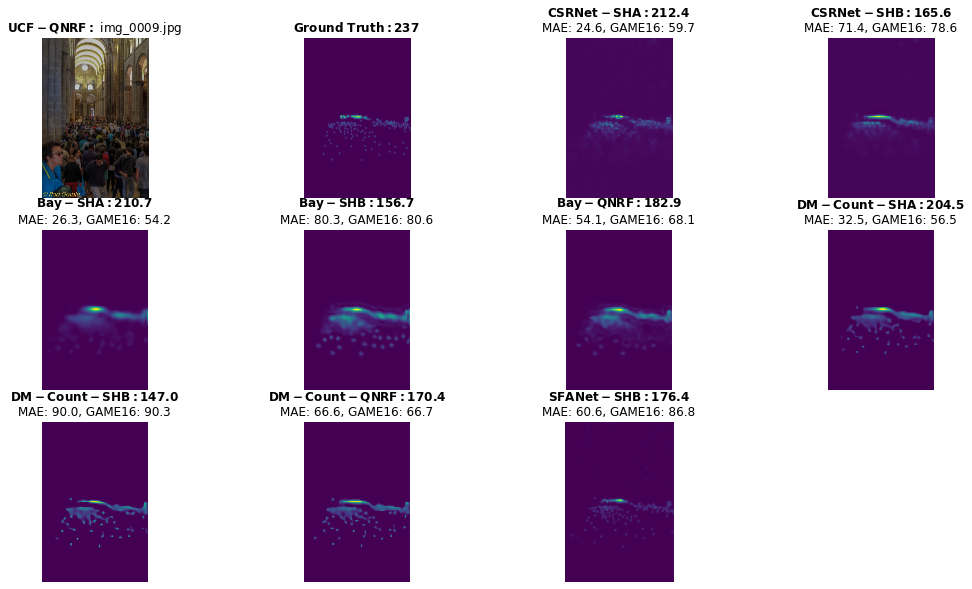 UCF − QNRF : img_0009.jpg
Ground Truth : 237
CSRNet − SHA : 212.4
MAE: 24.6, GAME16: 59.7
CSRNet − SHB : 165.6
MAE: 71.4, GAME16: 78.6
Bay − SHA : 210.7
MAE: 26.3, GAME16: 54.2
Bay − SHB : 156.7
MAE: 80.3, GAME16: 80.6
Bay − QNRF : 182.9
MAE: 54.1, GAME16: 68.1
DM − Count − SHA : 204.5
MAE: 32.5, GAME16: 56.5
DM − Count − SHB : 147.0
MAE: 90.0, GAME16: 90.3
DM − Count − QNRF : 170.4
MAE: 66.6, GAME16: 66.7
SFANet − SHB : 176.4
MAE: 60.6, GAME16: 86.8